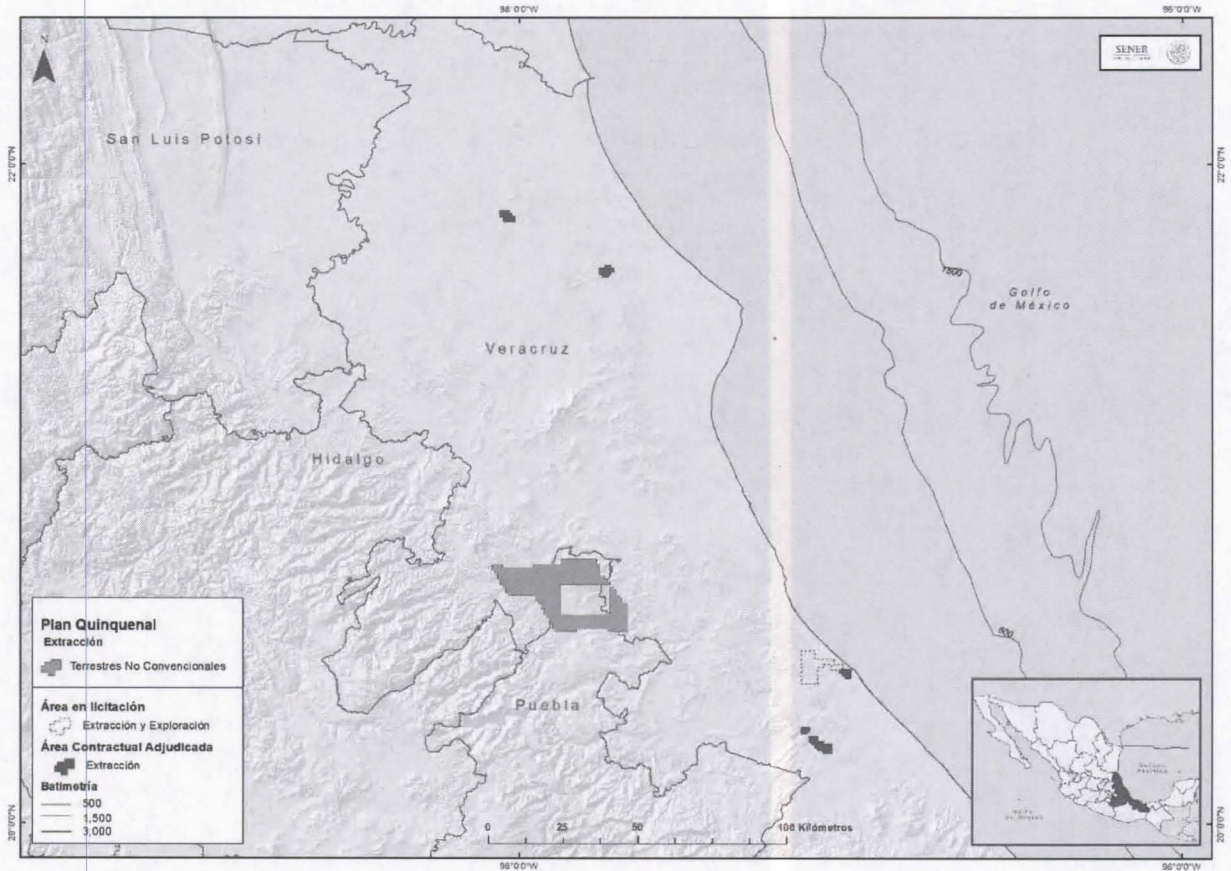 98°0'0"W
96°0'0"W
N
SENER
San Luis Potosí
22°0'0"N
22°0'0"N
1500
Golfo
de México
Veracruz
Hidalgo
500
Puebla
Plan Quinquenal
Extracción
Terrestres No Convencionales
Área en licitación
Extracción y Exploración
Área Contractual Adjudicada
Extracción
Batimetría
500
1,500
3,000
0 25 50 100 Kilómetros
20°0'0"N
20°0'0"N
98°0'0"W
96°0'0"W